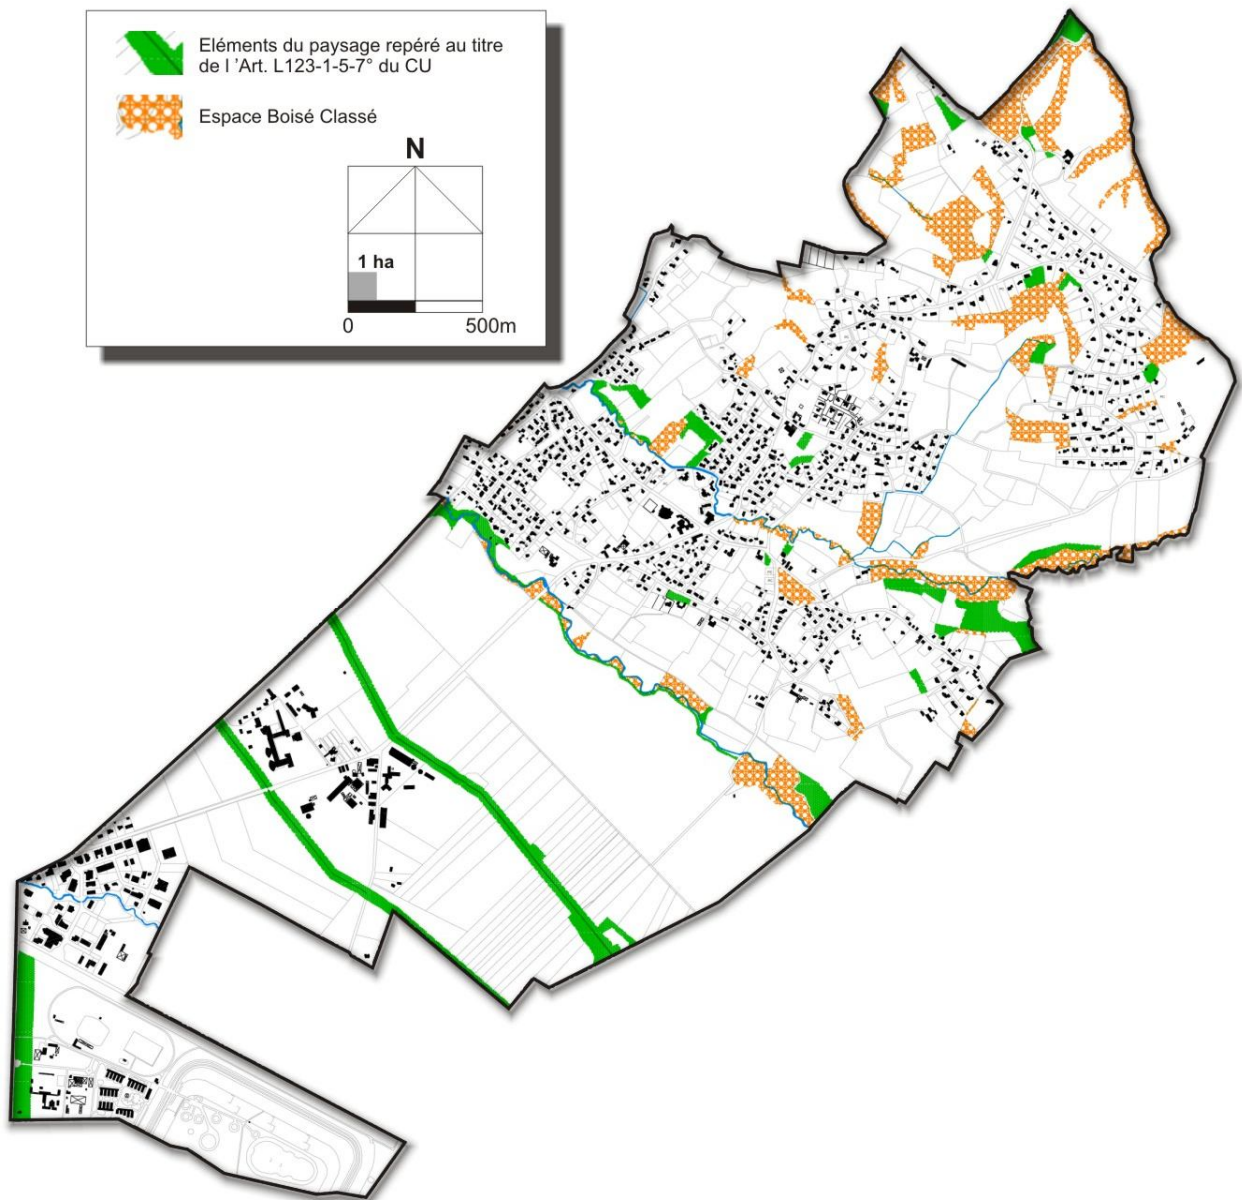 Eléments du paysage repéré au titre
de l 'Art. L123-1-5-7° du CU
Espace Boisé Classé
N
1 ha
0 500m